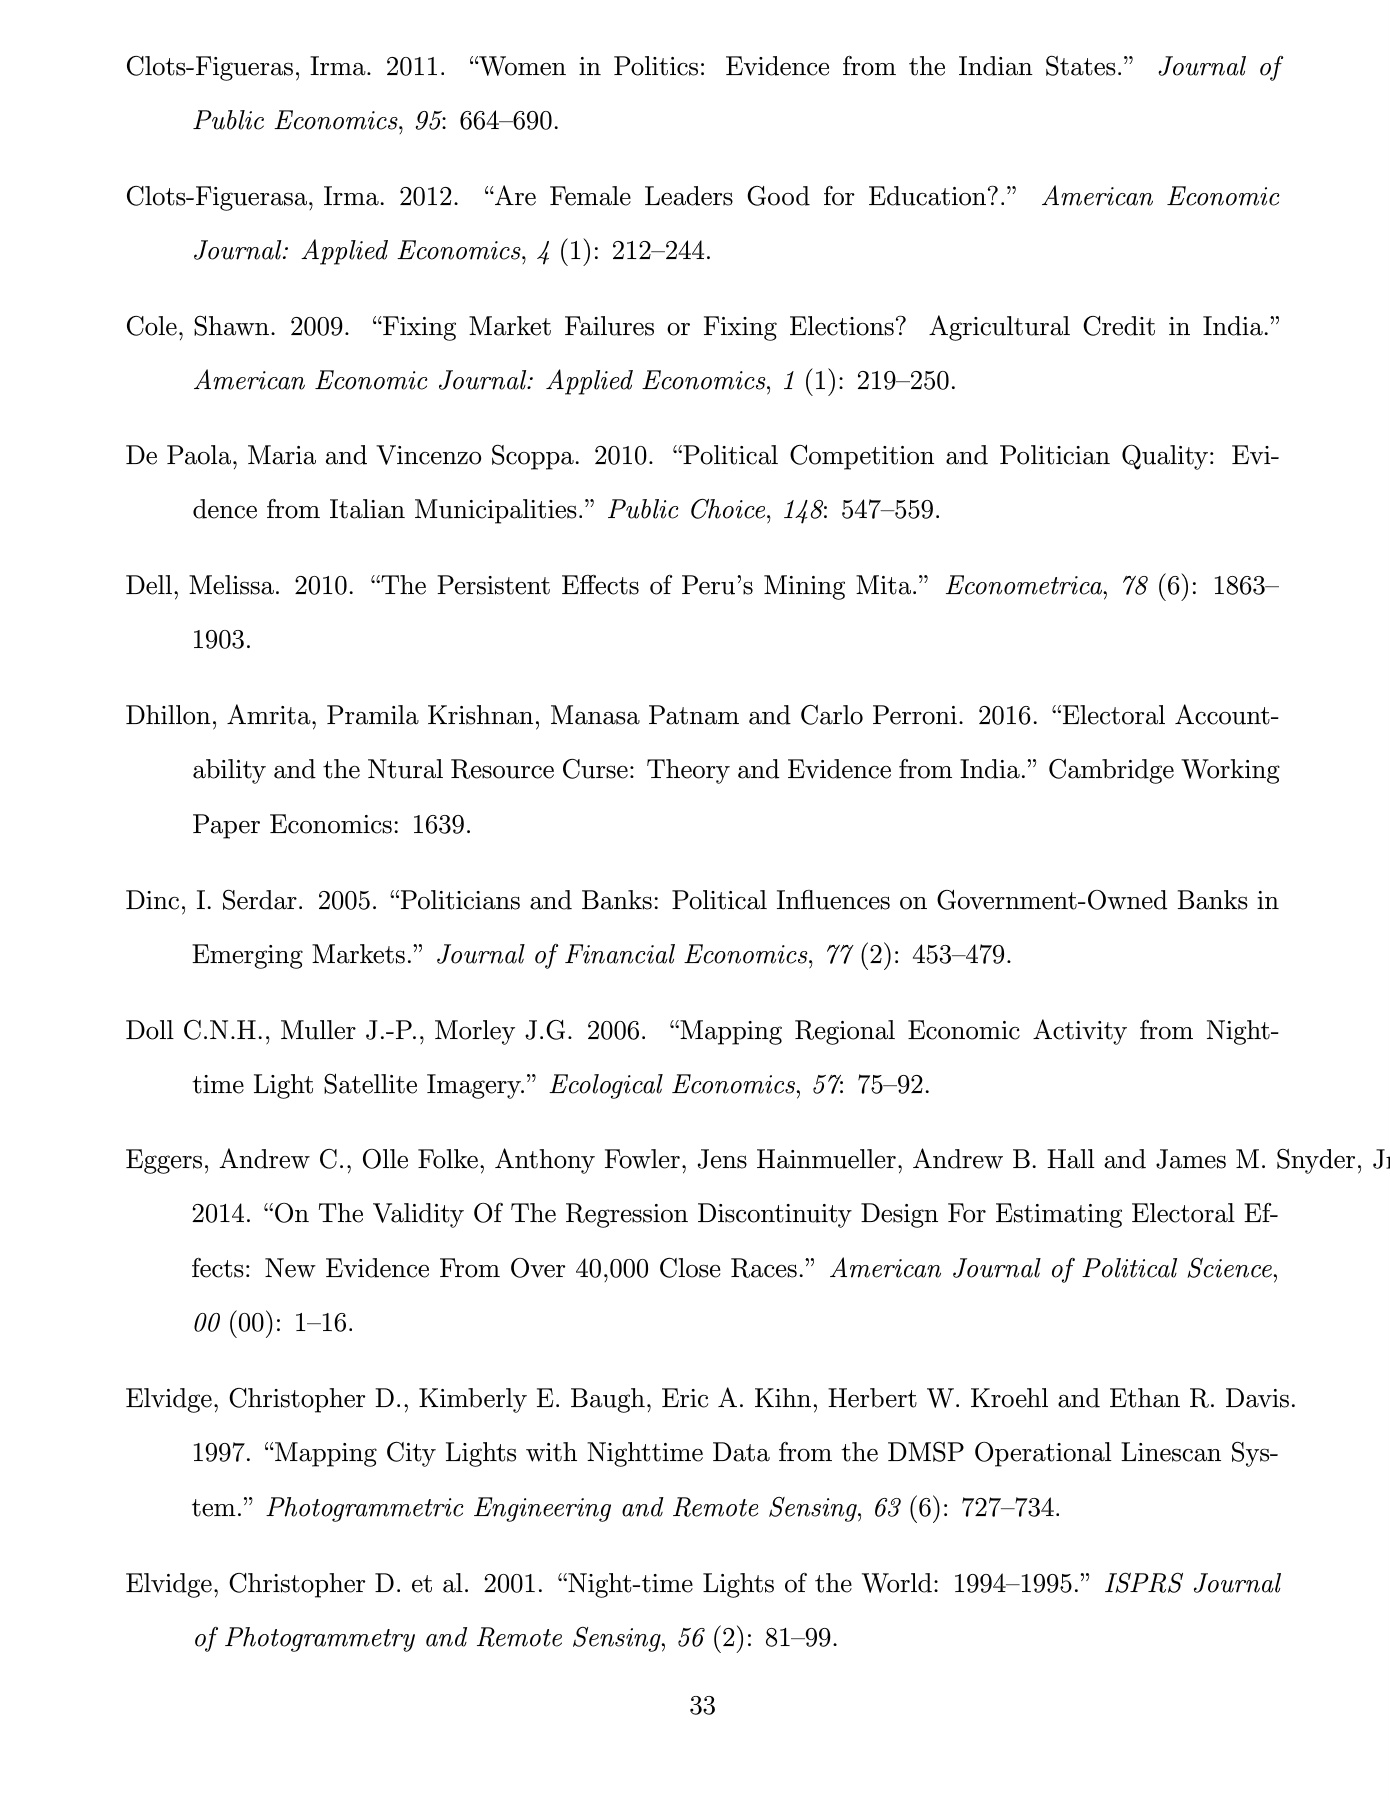 Clots-Figueras, Irma. 2011. “Women in Politics: Evidence from the Indian States.” Journal of
Public Economics, 95: 664–690.
Clots-Figuerasa, Irma. 2012. “Are Female Leaders Good for Education?.” American Economic
Journal: Applied Economics, 4 (1): 212–244.
Cole, Shawn. 2009. “Fixing Market Failures or Fixing Elections? Agricultural Credit in India.”
American Economic Journal: Applied Economics, 1 (1): 219–250.
De Paola, Maria and Vincenzo Scoppa. 2010. “Political Competition and Politician Quality: Evi-
dence from Italian Municipalities.” Public Choice, 148: 547–559.
Dell, Melissa. 2010. “The Persistent Effects of Peru’s Mining Mita.” Econometrica, 78 (6): 1863–
1903.
Dhillon, Amrita, Pramila Krishnan, Manasa Patnam and Carlo Perroni. 2016. “Electoral Account-
ability and the Ntural Resource Curse: Theory and Evidence from India.” Cambridge Working
Paper Economics: 1639.
Dinc, I. Serdar. 2005. “Politicians and Banks: Political Influences on Government-Owned Banks in
Emerging Markets.” Journal of Financial Economics, 77 (2): 453–479.
Doll C.N.H., Muller J.-P., Morley J.G. 2006. “Mapping Regional Economic Activity from Night-
time Light Satellite Imagery.” Ecological Economics, 57: 75–92.
Eggers, Andrew C., Olle Folke, Anthony Fowler, Jens Hainmueller, Andrew B. Hall and James M. Snyder, Jr
2014. “On The Validity Of The Regression Discontinuity Design For Estimating Electoral Ef-
fects: New Evidence From Over 40,000 Close Races.” American Journal of Political Science,
00 (00): 1–16.
Elvidge, Christopher D., Kimberly E. Baugh, Eric A. Kihn, Herbert W. Kroehl and Ethan R. Davis.
1997. “Mapping City Lights with Nighttime Data from the DMSP Operational Linescan Sys-
tem.” Photogrammetric Engineering and Remote Sensing, 63 (6): 727–734.
Elvidge, Christopher D. et al. 2001. “Night-time Lights of the World: 1994–1995.” ISPRS Journal
of Photogrammetry and Remote Sensing, 56 (2): 81–99.
33